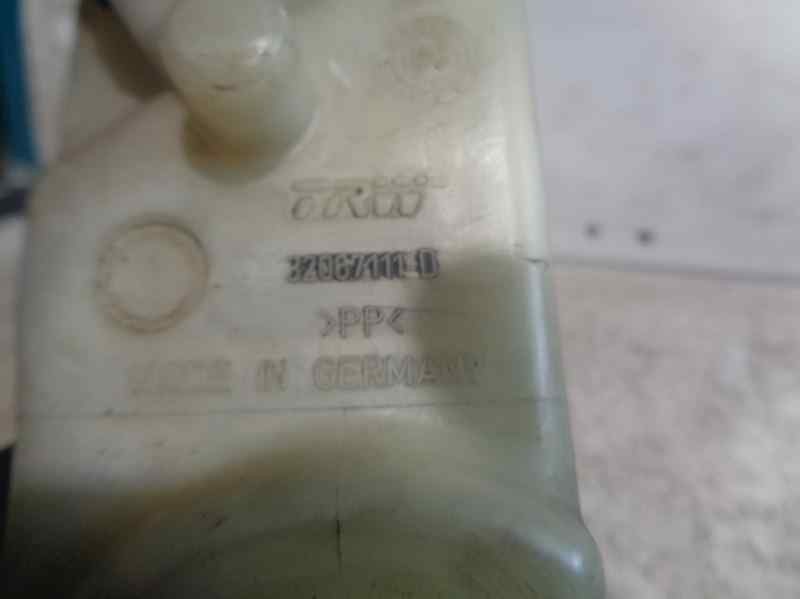 TRW
32067111-D
>PP<
MADE IN GERMANY